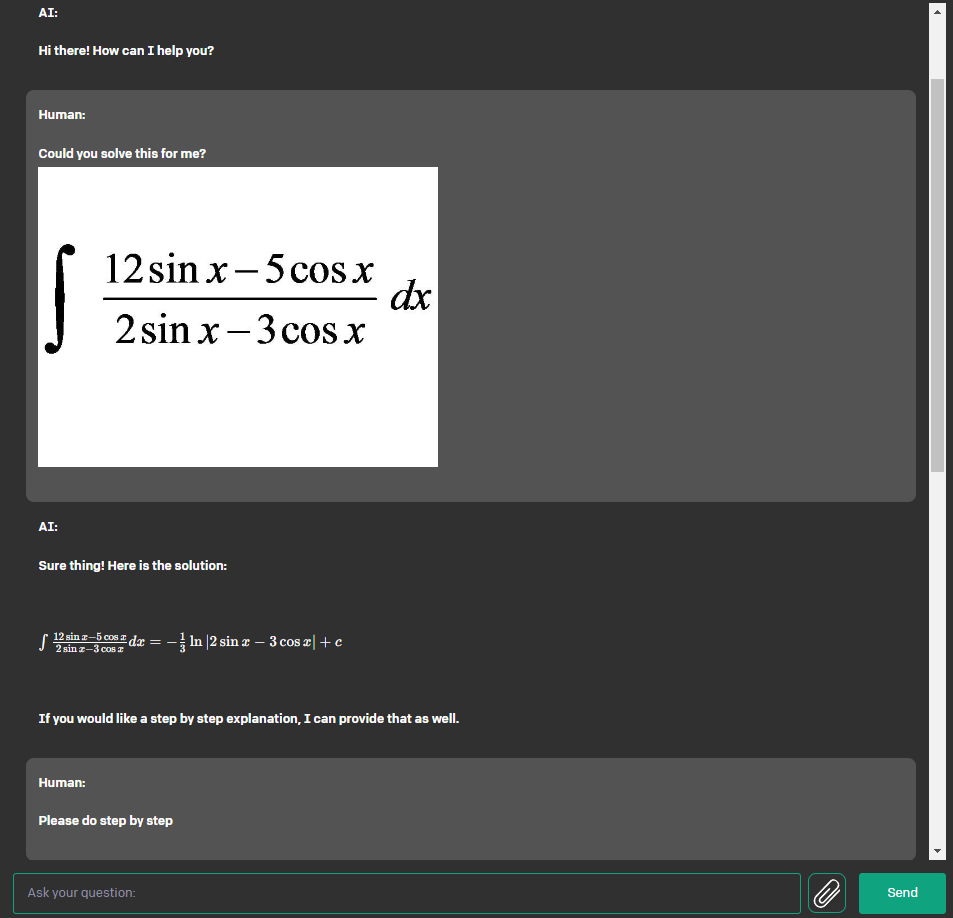 AI:
Hi there! How can I help you?
Human:
Could you solve this for me?
∫ \frac{12 sin x − 5 cos x}{2 sin x − 3 cos x} dx
AI:
Sure thing! Here is the solution:
∫ \frac{12 sin x−5 cos x}{2 sin x−3 cos x} dx = −\frac{1}{3} ln |2 sin x − 3 cos x| + c
If you would like a step by step explanation, I can provide that as well.
Human:
Please do step by step
Ask your question:
Send